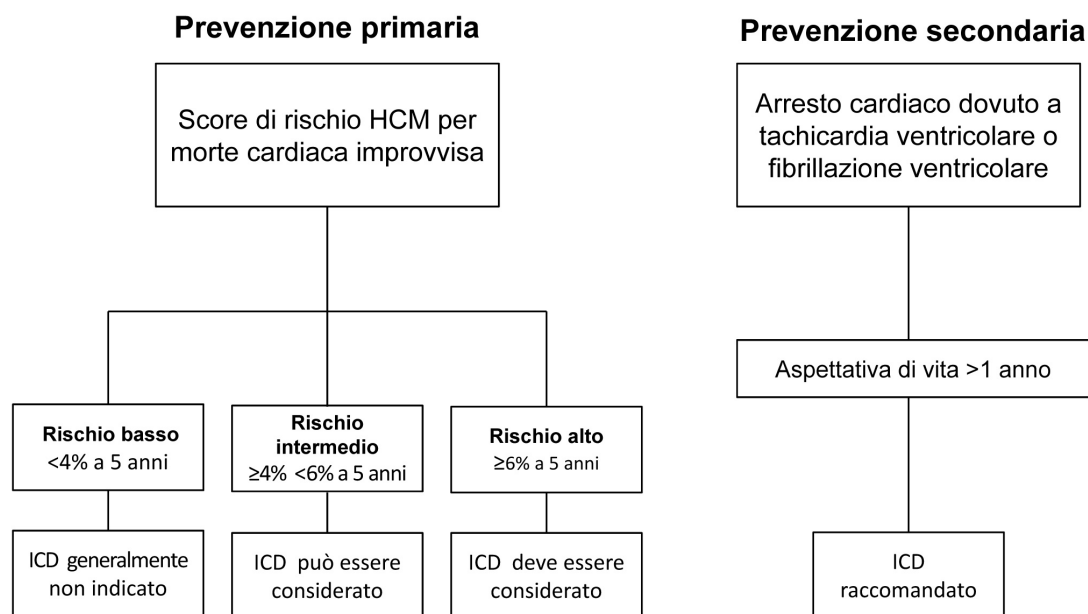 Prevenzione primaria
Score di rischio HCM per
morte cardiaca improvvisa
Rischio basso
<4% a 5 anni
ICD generalmente
non indicato
Rischio
intermedio
≥4% <6% a 5 anni
ICD può essere
considerato
Rischio alto
≥6% a 5 anni
ICD deve essere
considerato
Prevenzione secondaria
Arresto cardiaco dovuto a
tachicardia ventricolare o
fibrillazione ventricolare
Aspettativa di vita >1 anno
ICD
raccomandato